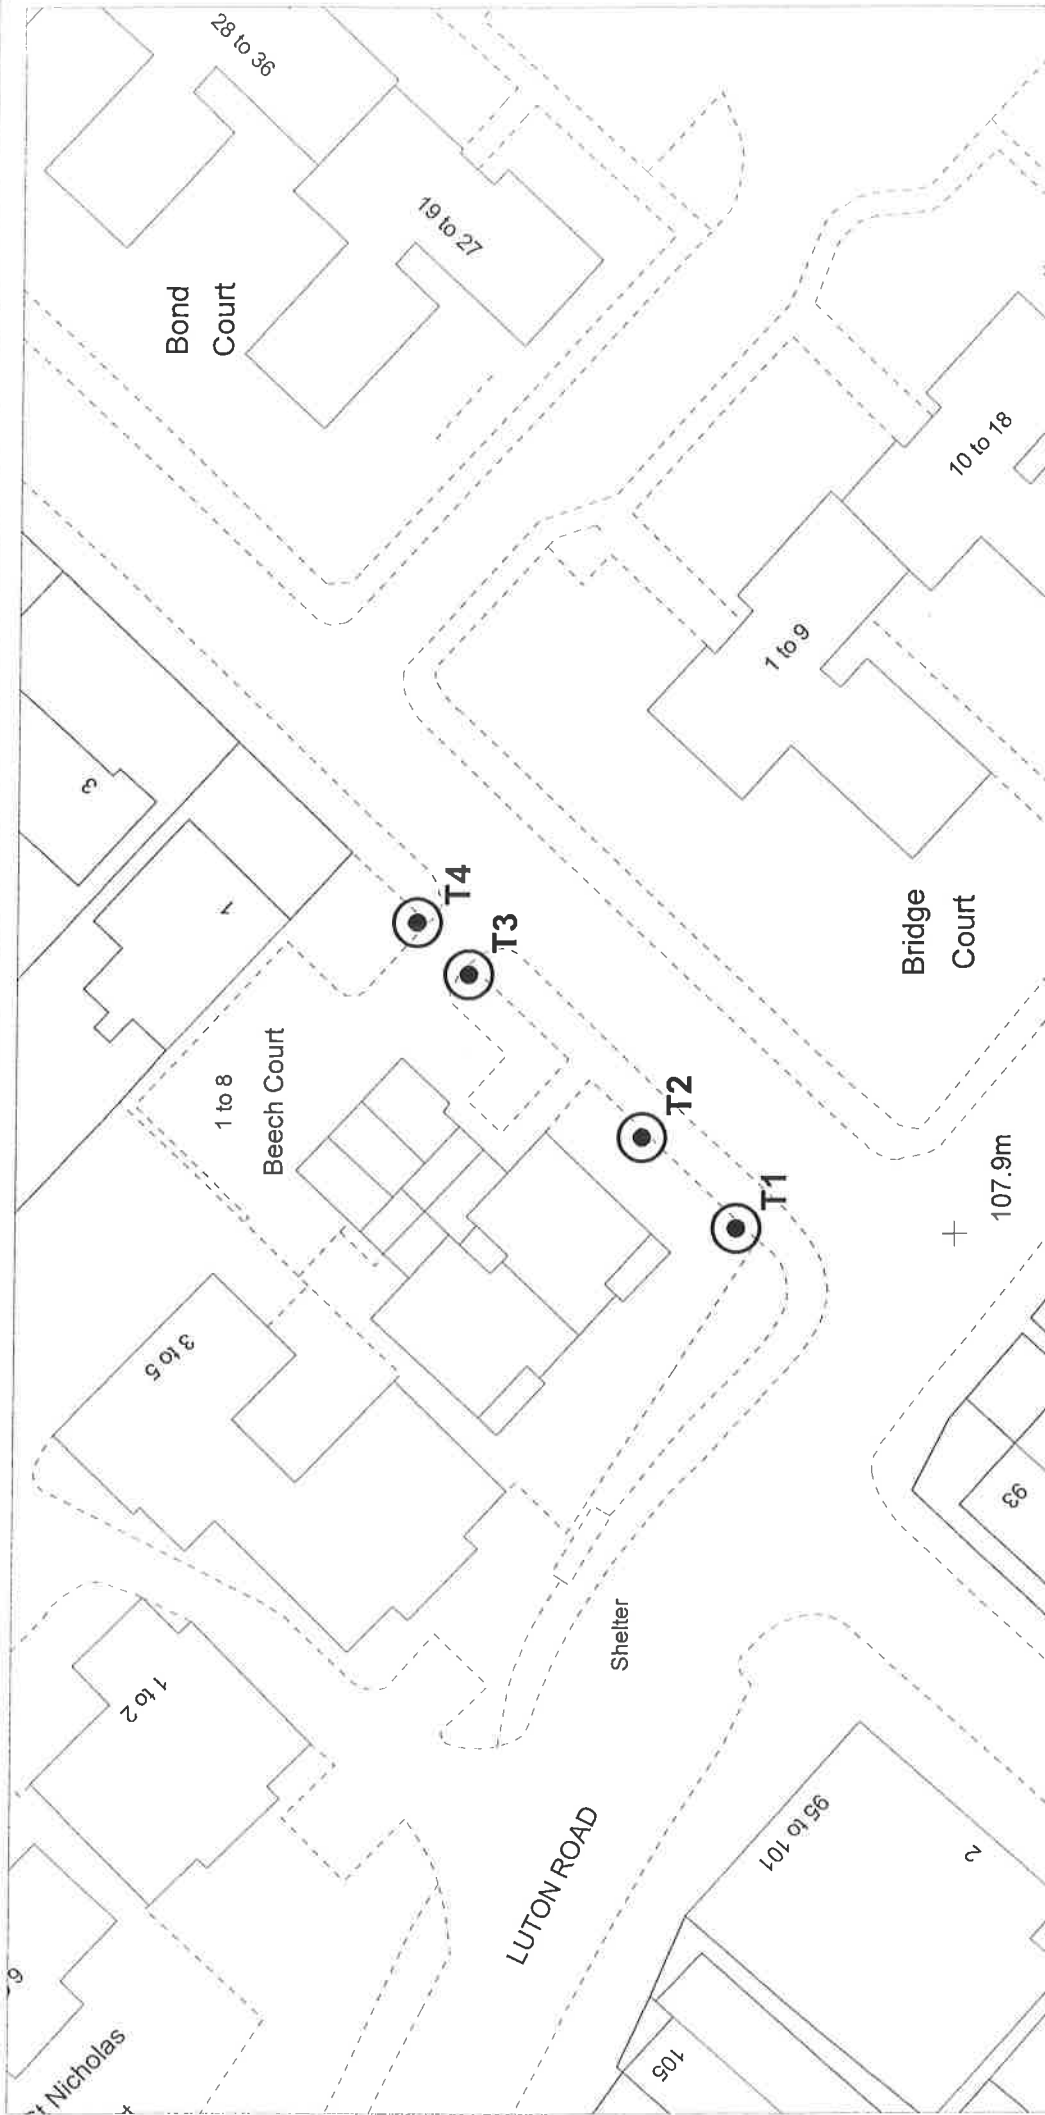 28 to 36
19 to 27
Bond
Court
10 to 18
1 to 9
3
1
T4
T3
Bridge
Court
1 to 8
Beech Court
T2
T1
107.9m
3 to 5
93
Shelter
1 to 2
95 to 101
2
LUTON ROAD
105
Nicholas